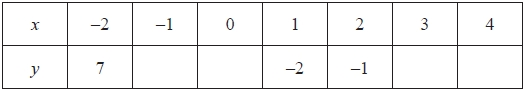 x –2 –1 0 1 2 3 4
y 7 –2 –1